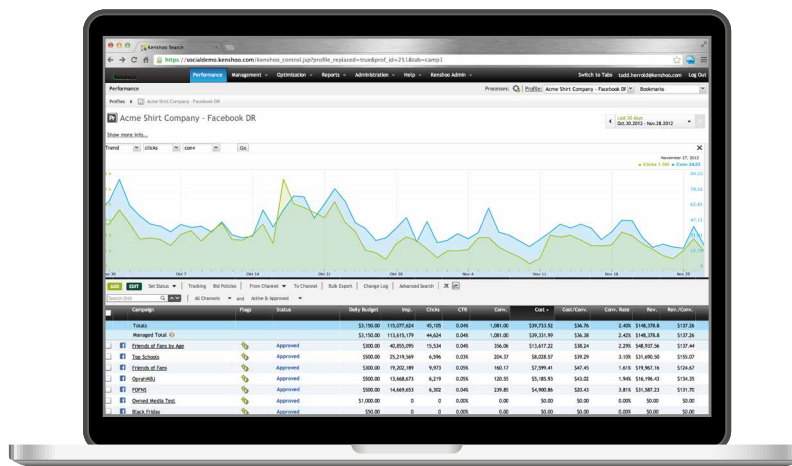 Kenshoo Search
https://socialdemo.kenshoo.com/kenshoo_control.jsp?profile_replaced=true&prof_id=251&tab=camp1
Kenshoo Performance Management Optimization Reports Administration Help Kenshoo Admin Switch to Tabs todd.herrold@kenshoo.com Log Out
Performance Processes: Profile: Acme Shirt Company - Facebook DR Bookmarks
Profiles Acme Shirt Company - Facebook DR
Pr Acme Shirt Company - Facebook DR
Last 30 days
Oct.30.2012 - Nov.28.2012
Show more info...
Trend clicks conv Go
November 27, 2012
Oct 7 Oct 14 Oct 21 Nov 4 Nov 11 Nov 18
ADD EDIT Set Status Tracking Bid Policies From Channel To Channel Bulk Export Change Log Advanced Search
Search Grid All Channels and Active & Approved
Campaign Flags Status Daily Budget Imp. Clicks CTR Conv. Cost Cost/Conv. Conv. Rate Rev. Rev./Conv.
Totals $3,150.00 115,077,624 45,105 0.04% 1,081.00 $39,733.52 $36.76 2.40% $148,378.8 $137.26
Managed Total $3,150.00 113,615,179 44,624 0.04% 1,081.00 $39,331.99 $36.38 2.42% $148,378.8 $137.26
Friends of Fans by Age Approved $300.00 40,855,095 15,534 0.04% 356.00 $13,617.22 $38.24 2.29% $48,937.56 $137.44
Top Schools Approved $500.00 25,219,569 6,596 0.03% 204.37 $8,028.57 $39.29 3.10% $31,690.50 $155.07
Friends of Fans Approved $300.00 19,202,189 9,973 0.05% 160.17 $7,599.41 $47.45 1.61% $19,967.16 $124.67
OprahMBJ Approved $500.00 13,668,673 6,219 0.05% 120.55 $5,185.93 $43.02 1.94% $16,196.43 $134.35
FOFNS Approved $500.00 14,669,653 6,302 0.04% 239.85 $4,900.86 $20.43 3.81% $31,587.23 $131.70
Owned Media Test Approved $1,000.00 0 0 0.00% 0.00 $0.00 $0.00 0.00% $0.00 $0.00
Black Friday Approved $50.00 0 0 0.00% 0.00 $0.00 $0.00 0.00% $0.00 $0.00